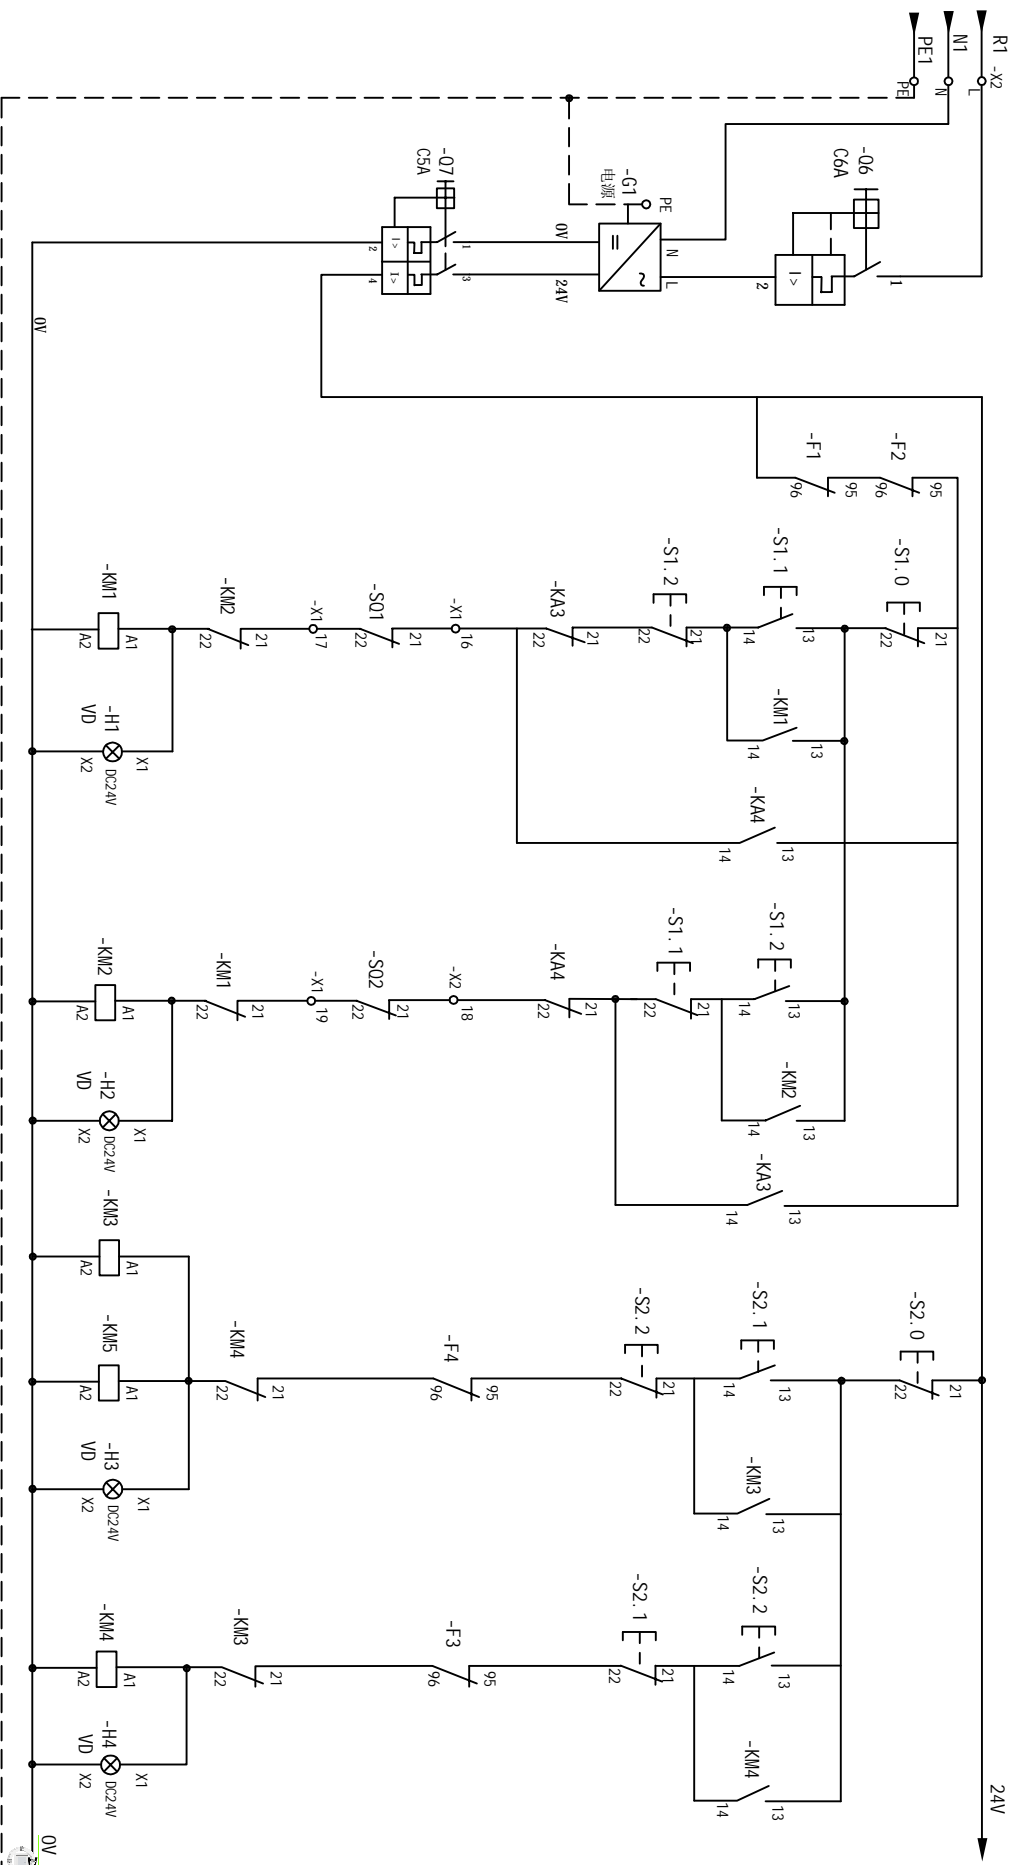 R1
-X2
L
N1
N
PE1
PE
-Q6
C6A
1
I >
2
-G1
电源
PE
N
L
0V
24V
-Q7
C5A
1
3
I >
I >
2
4
0V
-F2
95
96
-F1
95
96
-S1.0
21
22
-S1.1
13
14
-S1.2
21
22
-KA3
21
22
-X1
16
-SQ1
21
22
-X1
17
-KM2
21
22
-KM1
A1
A2
-KM1
13
14
-H1
VD
X1
X2
DC24V
-KA4
13
14
-S1.2
13
14
-S1.1
21
22
-KA4
21
22
-X2
18
-SQ2
21
22
-X1
19
-KM1
21
22
-KM2
A1
A2
-KM2
13
14
-H2
VD
X1
X2
DC24V
-KA3
13
14
-KM3
A1
A2
-S2.0
21
22
-S2.1
13
14
-S2.2
21
22
-F4
95
96
-KM4
21
22
-KM5
A1
A2
-KM3
13
14
-H3
VD
X1
X2
DC24V
-S2.2
13
14
-S2.1
21
22
-F3
95
96
-KM3
21
22
-KM4
A1
A2
-KM4
13
14
-H4
VD
X1
X2
DC24V
24V
0V